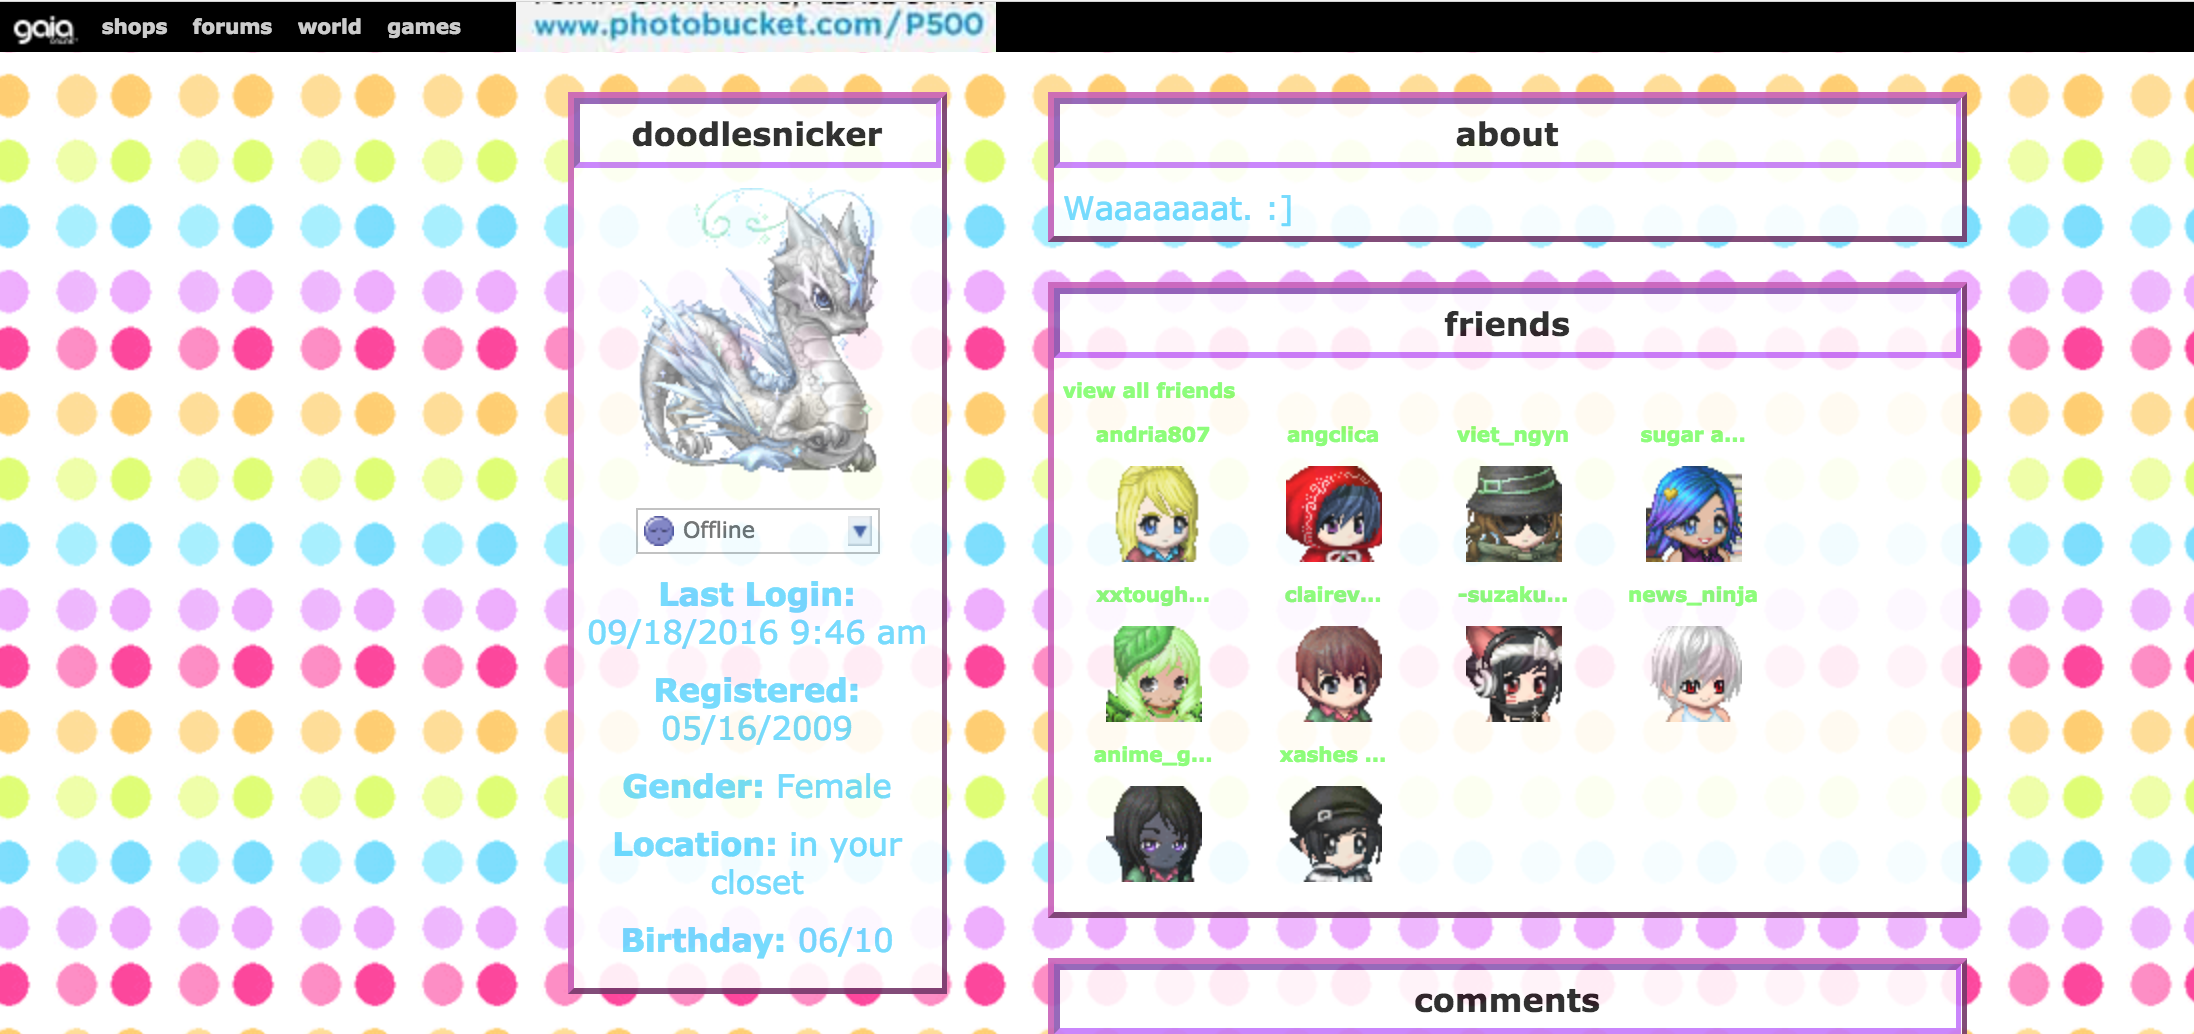 gaia
shops forums world games
www.photobucket.com/P500
doodlesnicker
Offline
Last Login:
09/18/2016 9:46 am
Registered:
05/16/2009
Gender: Female
Location: in your
closet
Birthday: 06/10
about
Waaaaaaat. :]
friends
view all friends
andria807 angclica viet_ngyn sugar a...
xxtough... clairev... -suzaku... news_ninja
anime_g... xashes ...
comments